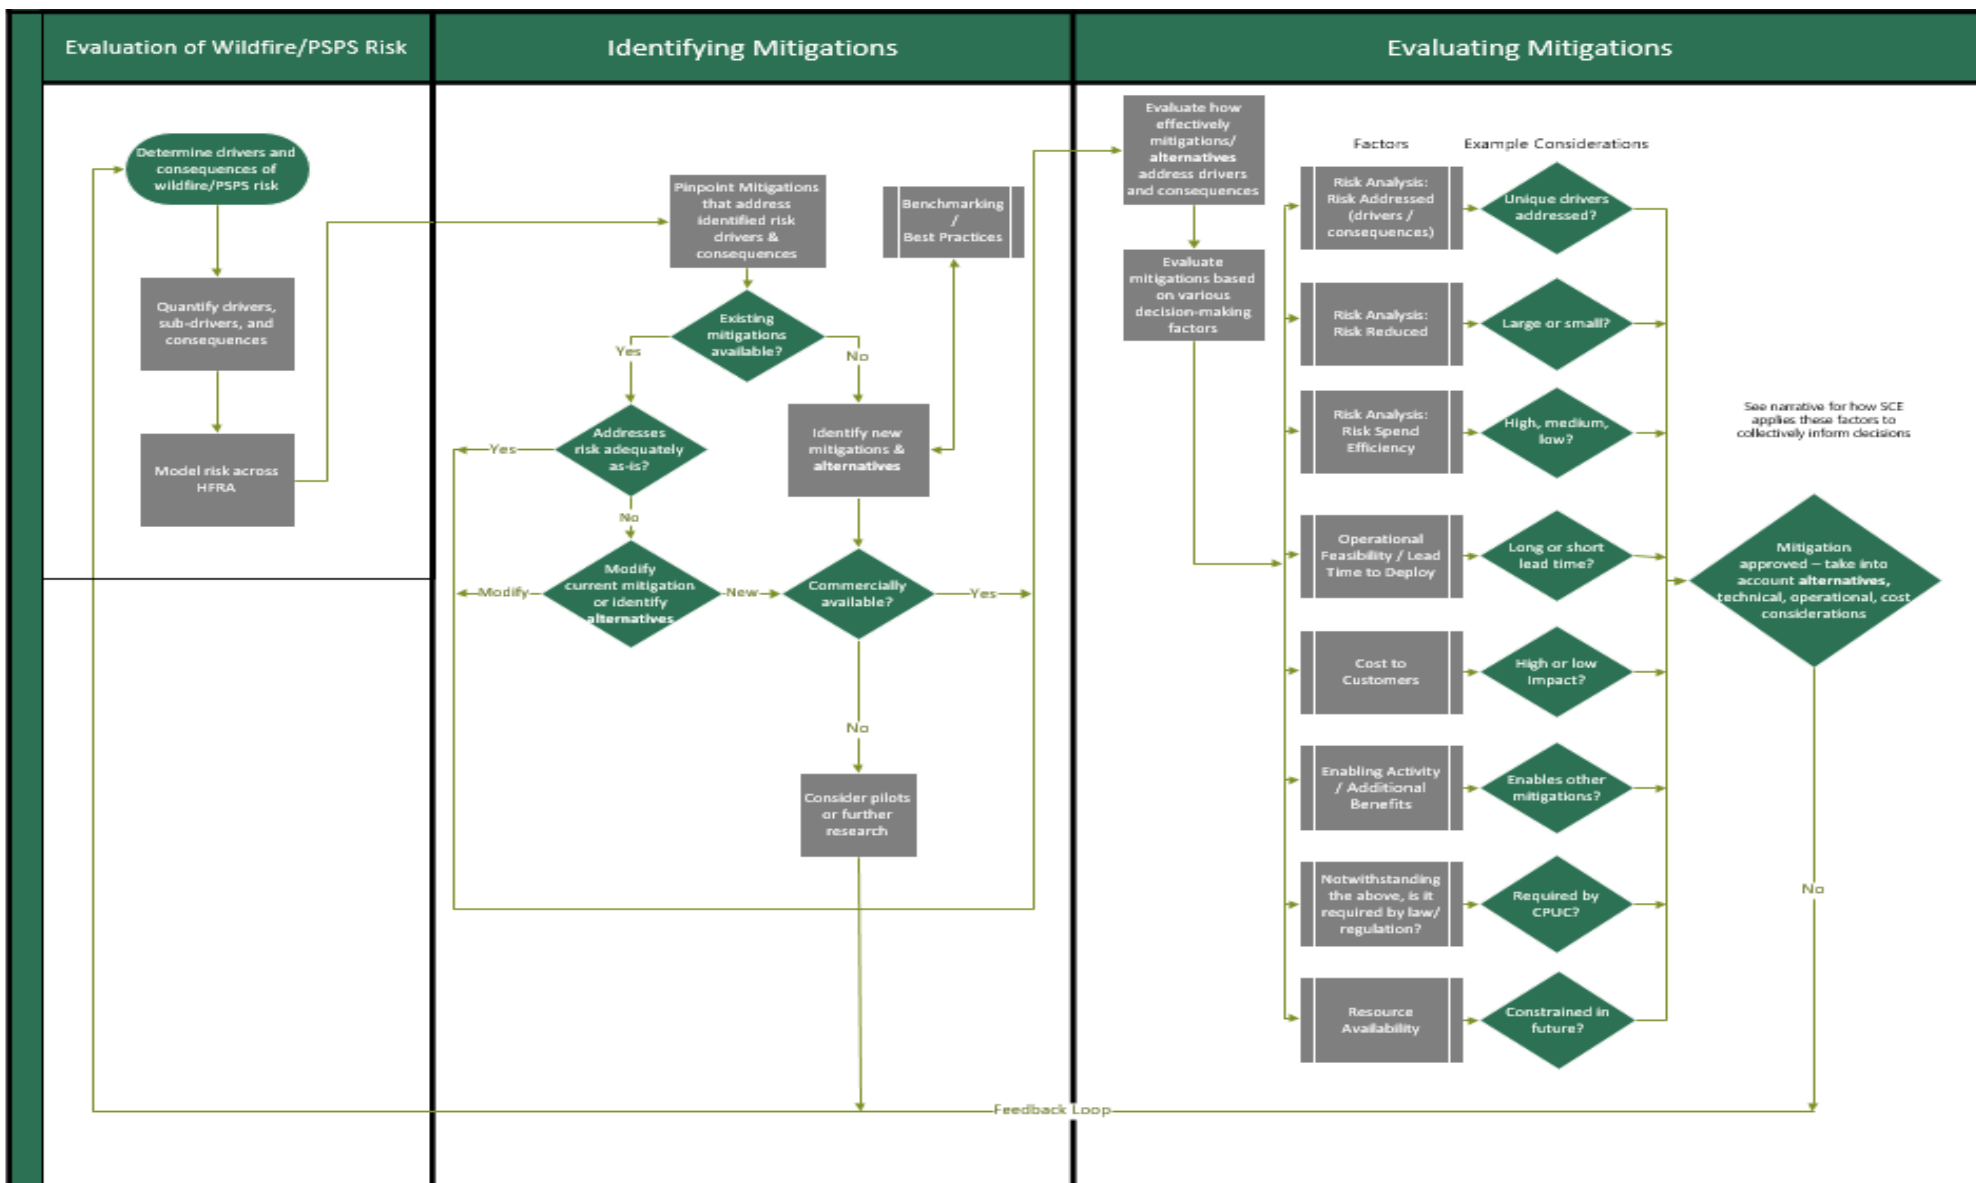 Evaluation of Wildfire/PSPS Risk
Identifying Mitigations
Evaluating Mitigations
Determine drivers and
consequences of
wildfire/PSPS risk
Quantify drivers,
sub-drivers, and
consequences
Model risk across
HFRA
Pinpoint Mitigations
that address
identified risk
drivers &
consequences
Benchmarking
/
Best Practices
Existing
mitigations
available?
Yes
No
Addresses
risk adequately
as-is?
Yes
No
Identify new
mitigations &
alternatives
Modify
current mitigation
or identify
alternatives
Modify
New
Commercially
available?
Yes
No
Consider pilots
or further
research
Evaluate how
effectively
mitigations/
alternatives
address drivers
and consequences
Evaluate
mitigations based
on various
decision-making
factors
Factors
Example Considerations
Risk Analysis:
Risk Addressed
(drivers /
consequences)
Unique drivers
addressed?
Risk Analysis:
Risk Reduced
Large or small?
Risk Analysis:
Risk Spend
Efficiency
High, medium,
low?
Operational
Feasibility / Lead
Time to Deploy
Long or short
lead time?
Cost to
Customers
High or low
Impact?
Enabling Activity
/ Additional
Benefits
Enables other
mitigations?
Notwithstanding
the above, is it
required by law/
regulation?
Required by
CPUC?
Resource
Availability
Constrained in
future?
See narrative for how SCE
applies these factors to
collectively inform decisions
Mitigation
approved – take into
account alternatives,
technical, operational, cost
considerations
No
Feedback Loop